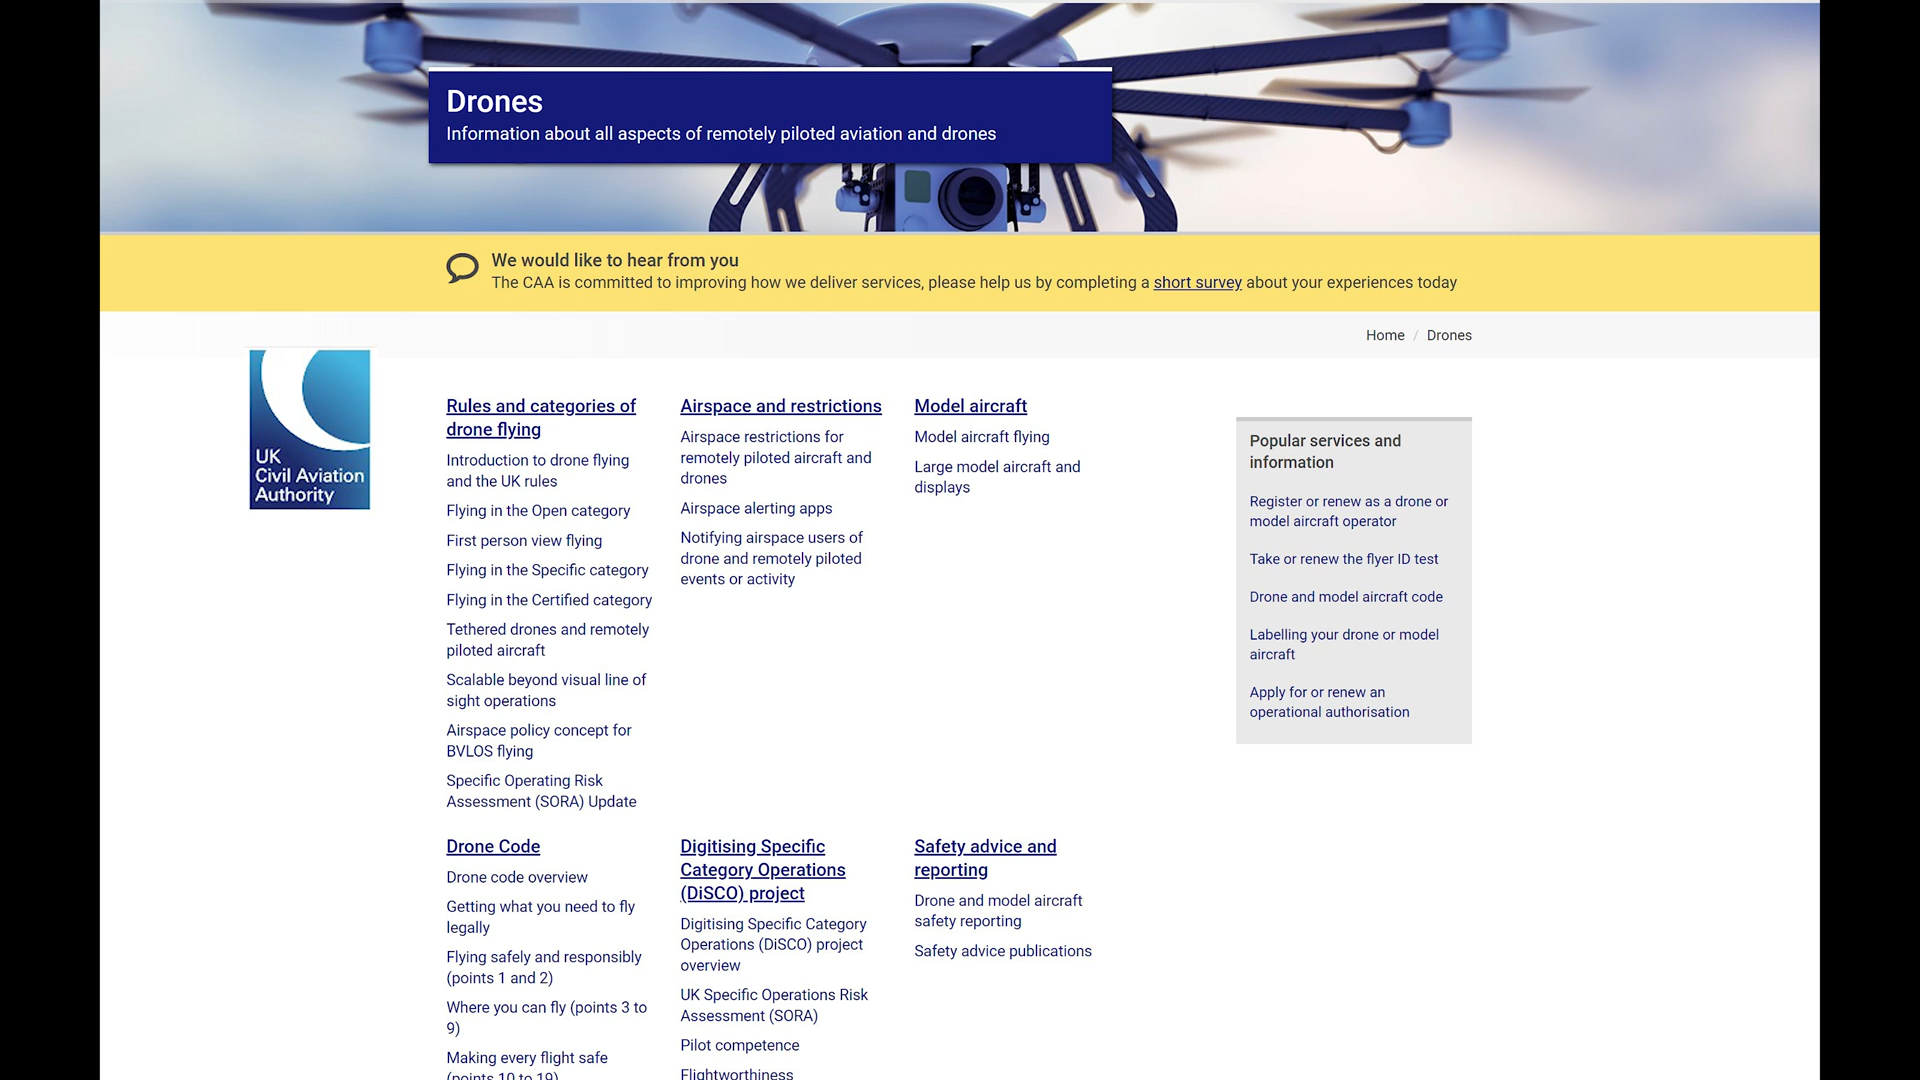 Drones
Information about all aspects of remotely piloted aviation and drones
We would like to hear from you
The CAA is committed to improving how we deliver services, please help us by completing a short survey about your experiences today
Home / Drones
UK
Civil Aviation
Authority
Rules and categories of
drone flying
Introduction to drone flying
and the UK rules
Flying in the Open category
First person view flying
Flying in the Specific category
Flying in the Certified category
Tethered drones and remotely
piloted aircraft
Scalable beyond visual line of
sight operations
Airspace policy concept for
BVLOS flying
Specific Operating Risk
Assessment (SORA) Update
Airspace and restrictions
Airspace restrictions for
remotely piloted aircraft and
drones
Airspace alerting apps
Notifying airspace users of
drone and remotely piloted
events or activity
Model aircraft
Model aircraft flying
Large model aircraft and
displays
Popular services and
information
Register or renew as a drone or
model aircraft operator
Take or renew the flyer ID test
Drone and model aircraft code
Labelling your drone or model
aircraft
Apply for or renew an
operational authorisation
Drone Code
Drone code overview
Getting what you need to fly
legally
Flying safely and responsibly
(points 1 and 2)
Where you can fly (points 3 to
9)
Making every flight safe
(points 10 to 19)
Digitising Specific
Category Operations
(DiSCO) project
Digitising Specific Category
Operations (DiSCO) project
overview
UK Specific Operations Risk
Assessment (SORA)
Pilot competence
Flightworthiness
Safety advice and
reporting
Drone and model aircraft
safety reporting
Safety advice publications